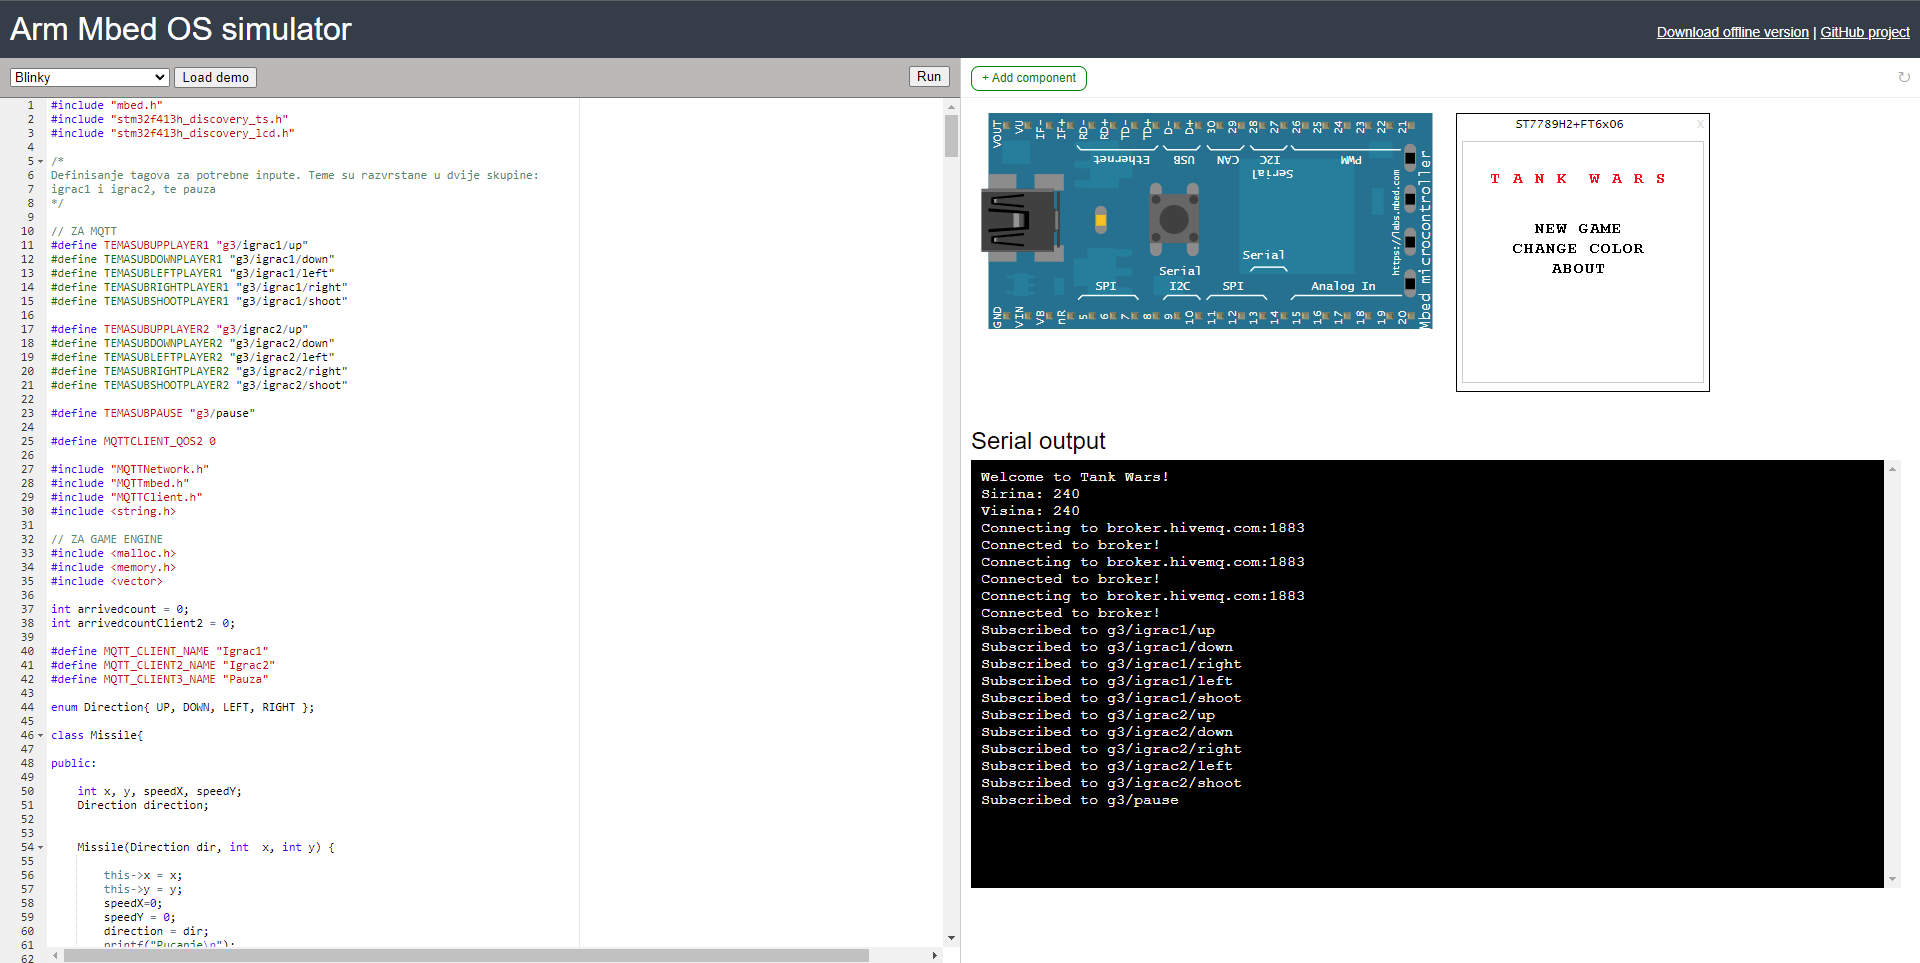 Arm Mbed OS simulator
Download offline version | GitHub project
Blinky
Load demo
Run
+ Add component
1 #include "mbed.h"
2 #include "stm32f413h_discovery_ts.h"
3 #include "stm32f413h_discovery_lcd.h"
4
5 /*
6 Definisanje tagova za potrebne inpute. Teme su razvrstane u dvije skupine:
7 igrac1 i igrac2, te pauza
8 */
9
10 // ZA MQTT
11 #define TEMASUBUPPLAYER1 "g3/igrac1/up"
12 #define TEMASUBDOWNPLAYER1 "g3/igrac1/down"
13 #define TEMASUBLEFTPLAYER1 "g3/igrac1/left"
14 #define TEMASUBRIGHTPLAYER1 "g3/igrac1/right"
15 #define TEMASUBSHOOTPLAYER1 "g3/igrac1/shoot"
16
17 #define TEMASUBUPPLAYER2 "g3/igrac2/up"
18 #define TEMASUBDOWNPLAYER2 "g3/igrac2/down"
19 #define TEMASUBLEFTPLAYER2 "g3/igrac2/left"
20 #define TEMASUBRIGHTPLAYER2 "g3/igrac2/right"
21 #define TEMASUBSHOOTPLAYER2 "g3/igrac2/shoot"
22
23 #define TEMASUBPAUSE "g3/pause"
24
25 #define MQTTCLIENT_QOS2 0
26
27 #include "MQTTNetwork.h"
28 #include "MQTTmbed.h"
29 #include "MQTTClient.h"
30 #include <string.h>
31
32 // ZA GAME ENGINE
33 #include <malloc.h>
34 #include <memory.h>
35 #include <vector>
36
37 int arrivedcount = 0;
38 int arrivedcountClient2 = 0;
39
40 #define MQTT_CLIENT_NAME "Igrac1"
41 #define MQTT_CLIENT2_NAME "Igrac2"
42 #define MQTT_CLIENT3_NAME "Pauza"
43
44 enum Direction{ UP, DOWN, LEFT, RIGHT };
45
46 class Missile{
47
48 public:
49
50 int x, y, speedX, speedY;
51 Direction direction;
52
53
54 Missile(Direction dir, int x, int y) {
55
56 this->x = x;
57 this->y = y;
58 speedX=0;
59 speedY = 0;
60 direction = dir;
61 printf("Pucanje\n");
62
VOUT VU IF- IF+ RD- RD+ TD- TD+ D- D+ 30 29 28 27 26 25 24 23 22 21
Ethernet USB CAN I2C PWM
Serial
https://labs.mbed.com
Mbed microcontroller
Serial
Serial
SPI I2C SPI Analog In
GND VIN VB nR 5 6 7 8 9 10 11 12 13 14 15 16 17 18 19 20
ST7789H2+FT6x06
X
TANK WARS
NEW GAME
CHANGE COLOR
ABOUT
Serial output
Welcome to Tank Wars!
Sirina: 240
Visina: 240
Connecting to broker.hivemq.com:1883
Connected to broker!
Connecting to broker.hivemq.com:1883
Connected to broker!
Connecting to broker.hivemq.com:1883
Connected to broker!
Subscribed to g3/igrac1/up
Subscribed to g3/igrac1/down
Subscribed to g3/igrac1/right
Subscribed to g3/igrac1/left
Subscribed to g3/igrac1/shoot
Subscribed to g3/igrac2/up
Subscribed to g3/igrac2/down
Subscribed to g3/igrac2/right
Subscribed to g3/igrac2/left
Subscribed to g3/igrac2/shoot
Subscribed to g3/pause